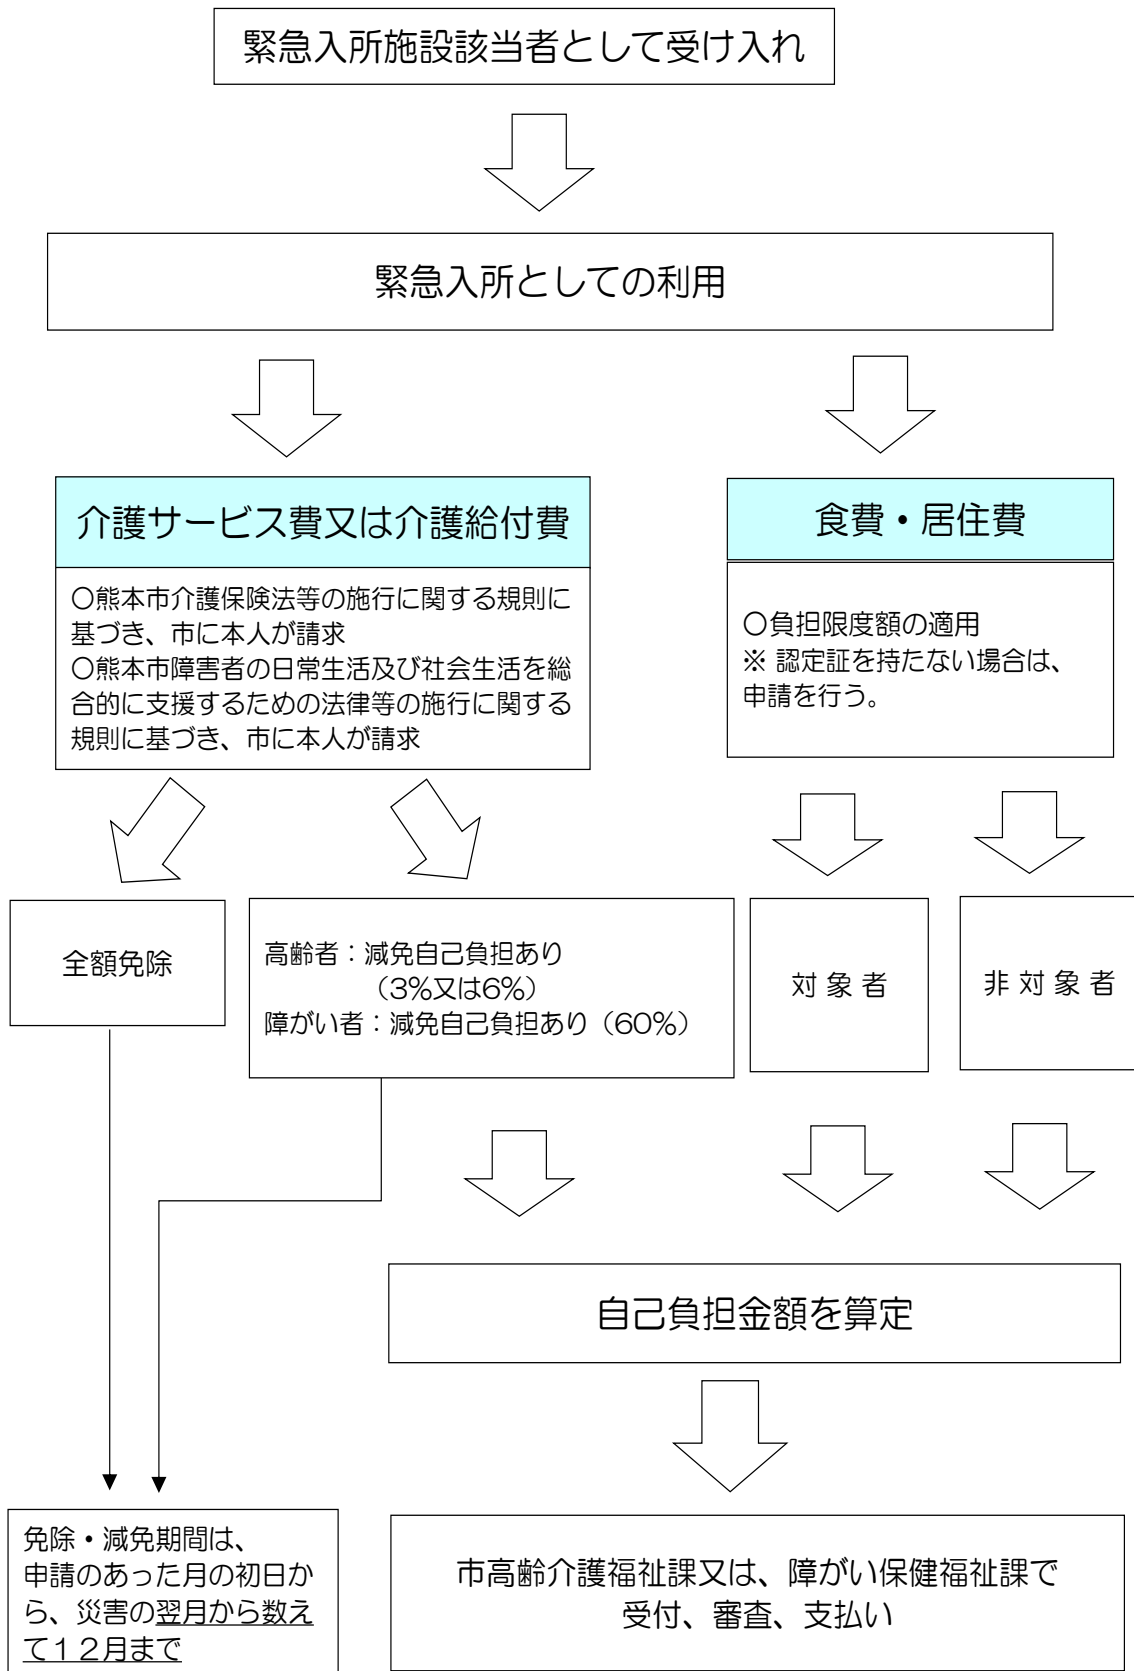 緊急入所施設該当者として受け入れ
緊急入所としての利用
介護サービス費又は介護給付費
〇熊本市介護保険法等の施行に関する規則に
基づき、市に本人が請求
〇熊本市障害者の日常生活及び社会生活を総
合的に支援するための法律等の施行に関する
規則に基づき、市に本人が請求
食費・居住費
〇負担限度額の適用
※ 認定証を持たない場合は、
申請を行う。
全額免除
高齢者：減免自己負担あり
（3%又は6%）
障がい者：減免自己負担あり（60%）
対 象 者
非 対 象 者
自己負担金額を算定
免除・減免期間は、
申請のあった月の初日か
ら、災害の翌月から数え
て１２月まで
市高齢介護福祉課又は、障がい保健福祉課で
受付、審査、支払い